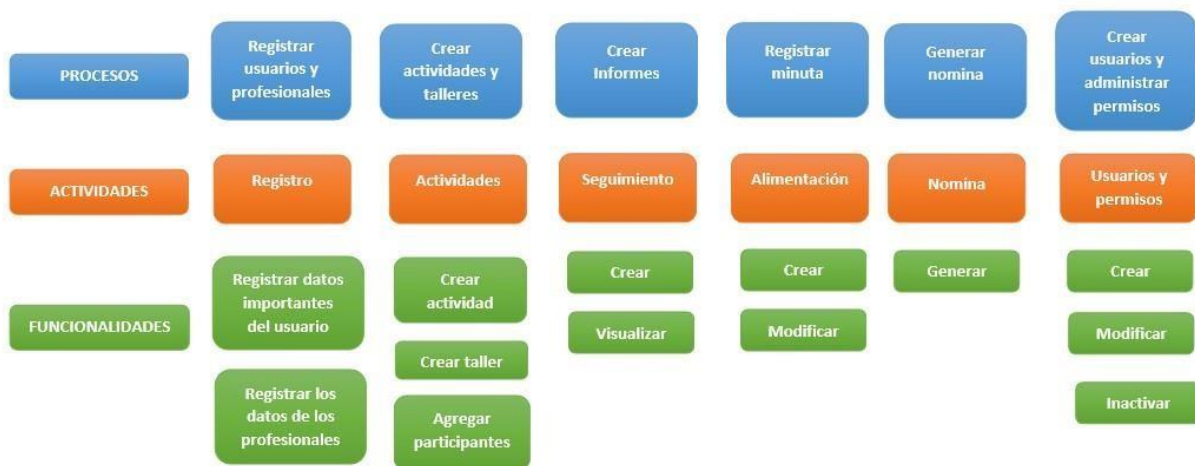 PROCESOS
Registrar
usuarios y
profesionales
Crear
actividades y
talleres
Crear
Informes
Registrar
minuta
Generar
nomina
Crear
usuarios y
administrar
permisos
ACTIVIDADES
Registro
Actividades
Seguimiento
Alimentación
Nomina
Usuarios y
permisos
FUNCIONALIDADES
Registrar datos
importantes
del usuario
Crear
actividad
Crear
Crear
Generar
Crear
Visualizar
Modificar
Modificar
Crear taller
Registrar los
datos de los
profesionales
Agregar
participantes
Inactivar